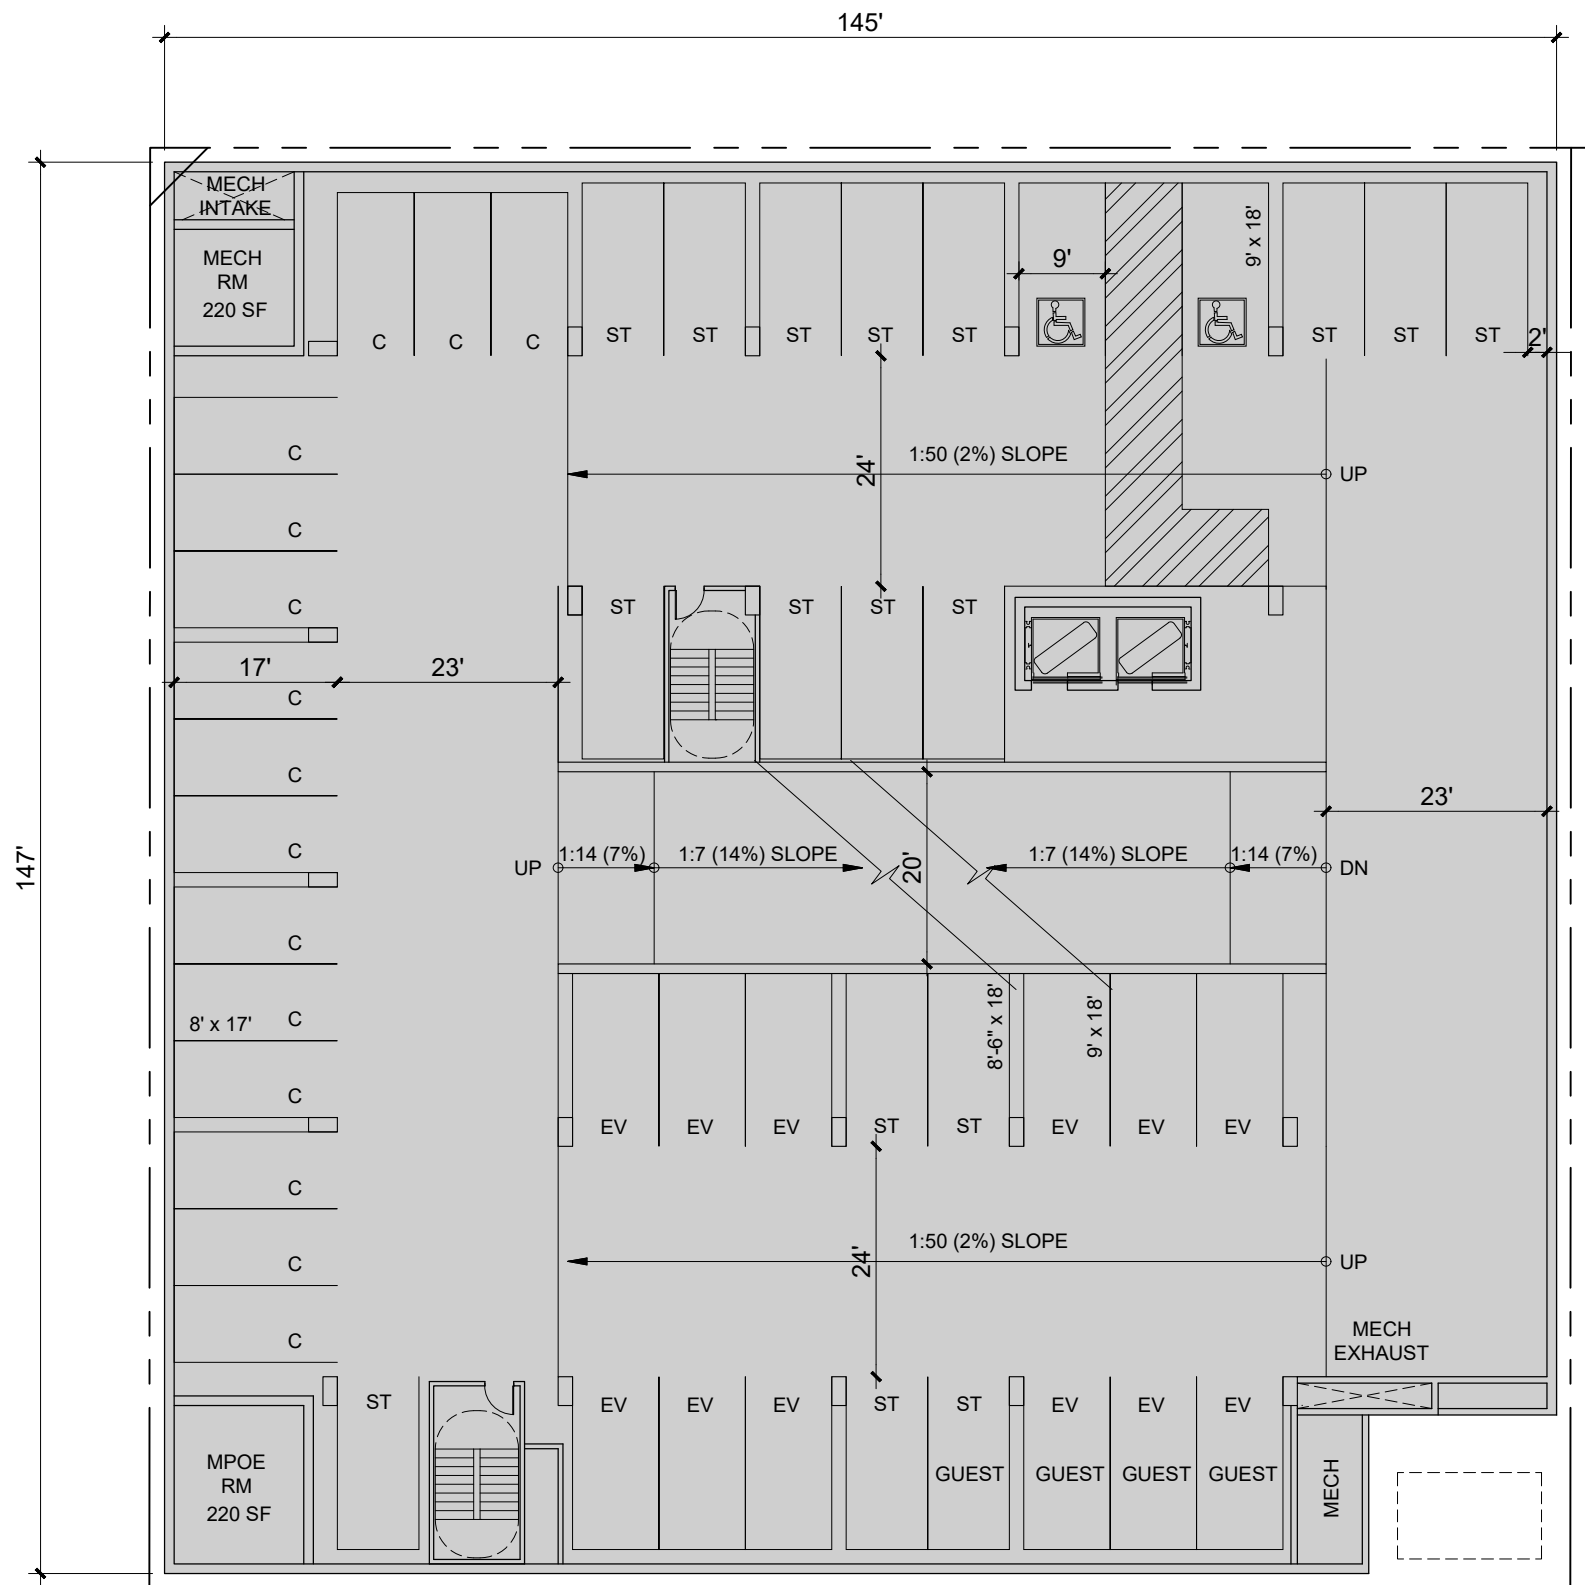 145'
MECH
INTAKE
MECH
RM
220 SF
C
C
C
ST
ST
ST
ST
ST
9'
9' x 18'
ST
ST
ST
2'
C
C
C
C
C
C
C
C
C
C
C
C
1:50 (2%) SLOPE
UP
24'
ST
ST
ST
ST
17'
23'
147'
UP
1:14 (7%)
1:7 (14%) SLOPE
20'
1:7 (14%) SLOPE
1:14 (7%)
DN
23'
8' x 17'
8'-6" x 18'
9' x 18'
EV
EV
EV
ST
ST
EV
EV
EV
1:50 (2%) SLOPE
UP
24'
MECH
EXHAUST
ST
EV
EV
EV
ST
ST
EV
EV
EV
GUEST
GUEST
GUEST
GUEST
MPOE
RM
220 SF
MECH